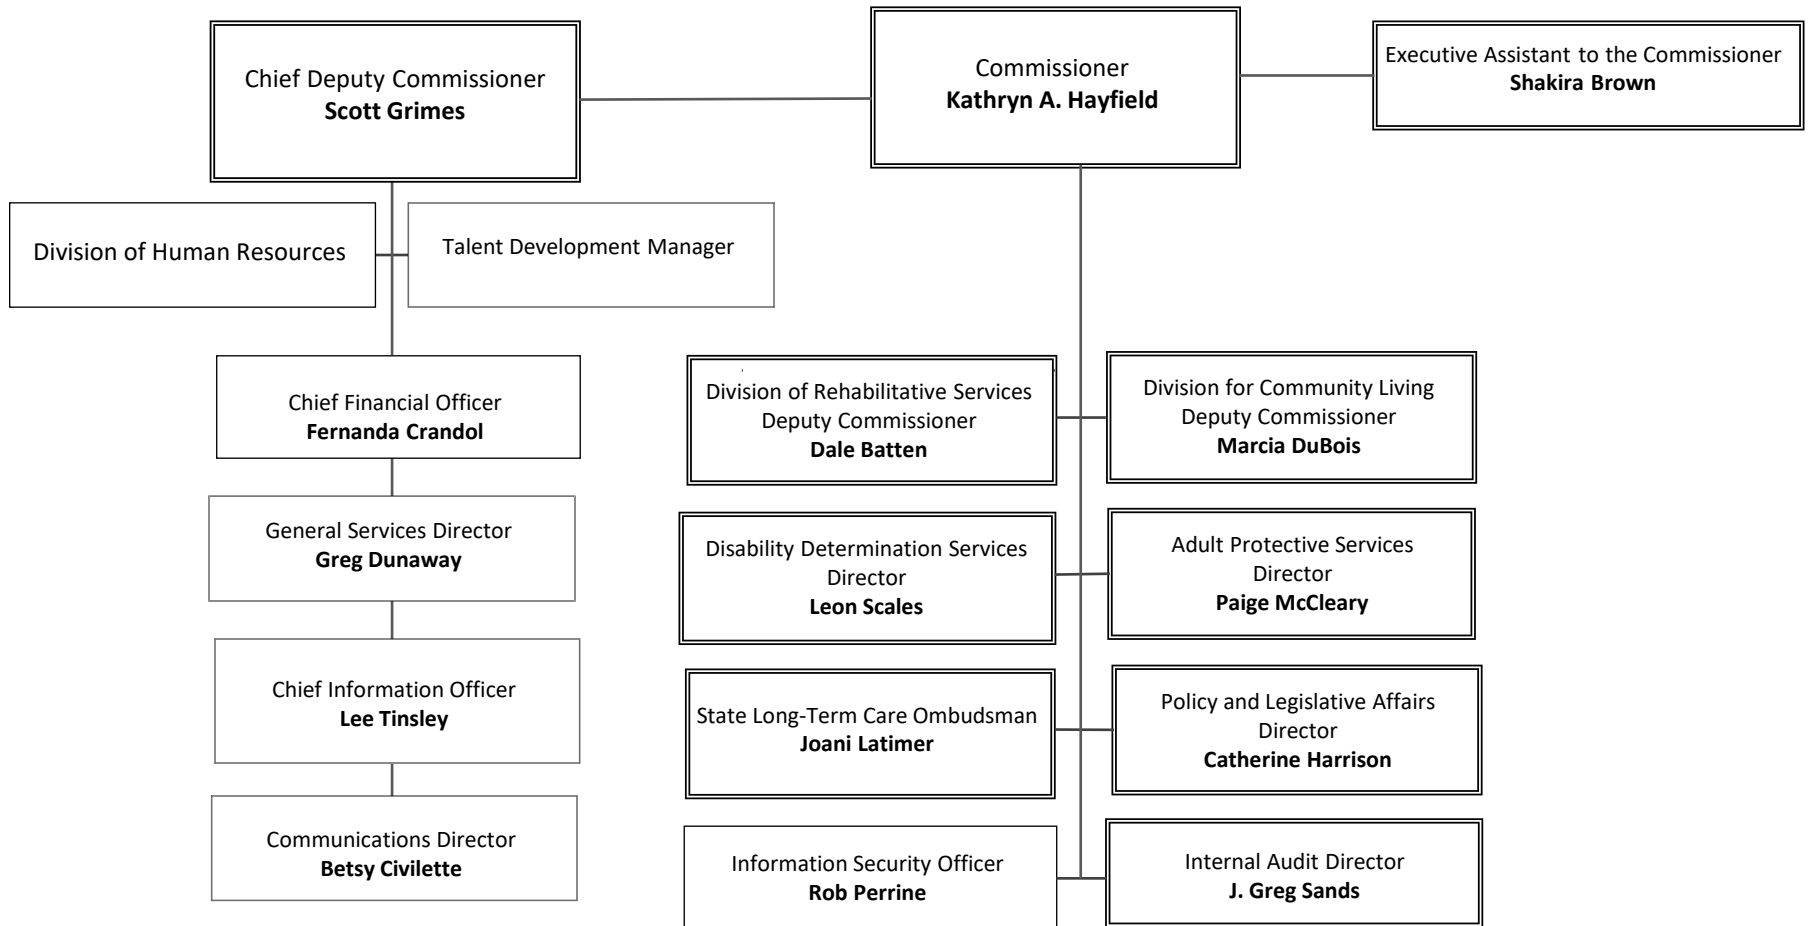 Chief Deputy Commissioner
Scott Grimes
Commissioner
Kathryn A. Hayfield
Executive Assistant to the Commissioner
Shakira Brown
Division of Human Resources
Talent Development Manager
Chief Financial Officer
Fernanda Crandol
General Services Director
Greg Dunaway
Chief Information Officer
Lee Tinsley
Communications Director
Betsy Civilette
Division of Rehabilitative Services
Deputy Commissioner
Dale Batten
Division for Community Living
Deputy Commissioner
Marcia DuBois
Disability Determination Services
Director
Leon Scales
Adult Protective Services
Director
Paige McCleary
State Long-Term Care Ombudsman
Joani Latimer
Policy and Legislative Affairs
Director
Catherine Harrison
Information Security Officer
Rob Perrine
Internal Audit Director
J. Greg Sands